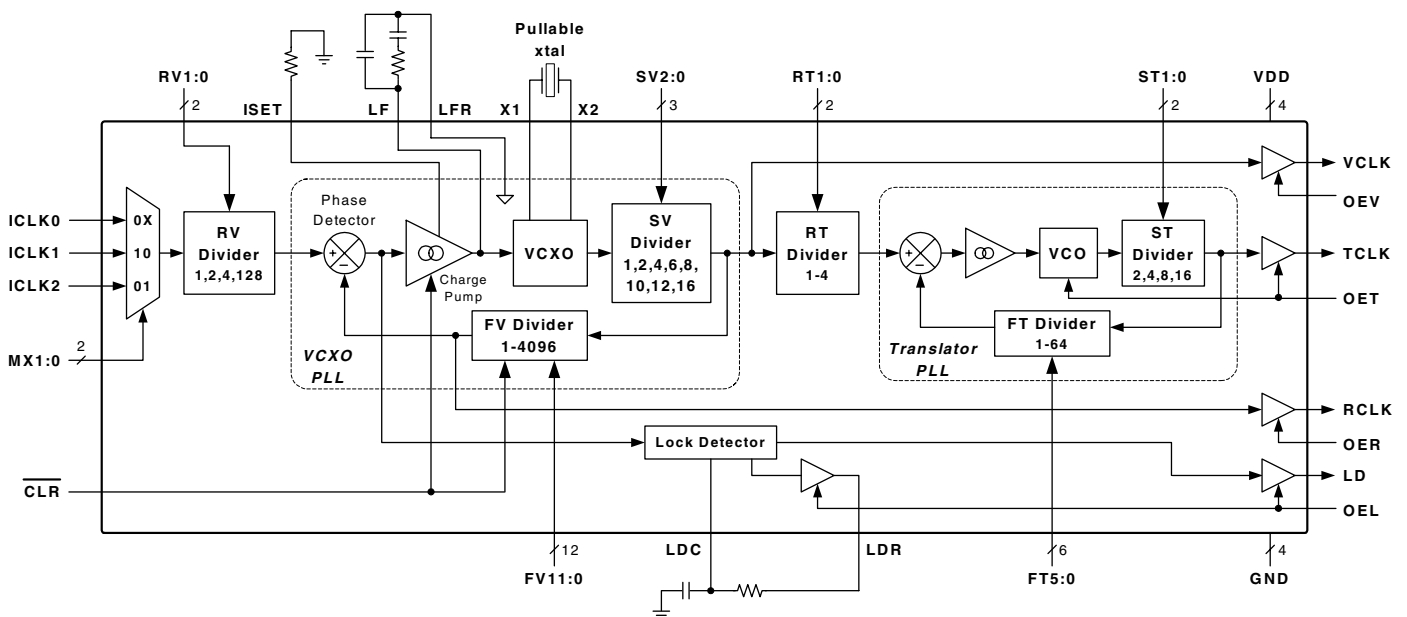 Pullable
xtal
RV1:0
2
ISET
LF
LFR
X1
X2
SV2:0
3
RT1:0
2
ST1:0
2
VDD
4
ICLK0
ICLK1
ICLK2
MX1:0
2
0X
10
01
RV
Divider
1,2,4,128
Phase
Detector
+
−
Charge
Pump
VCXO
SV
Divider
1,2,4,6,8,
10,12,16
FV Divider
1-4096
VCXO
PLL
RT
Divider
1-4
+
−
VCO
ST
Divider
2,4,8,16
FT Divider
1-64
Translator
PLL
VCLK
OEV
TCLK
OET
RCLK
OER
LD
OEL
Lock Detector
CLR
12
FV11:0
LDC
LDR
6
FT5:0
4
GND